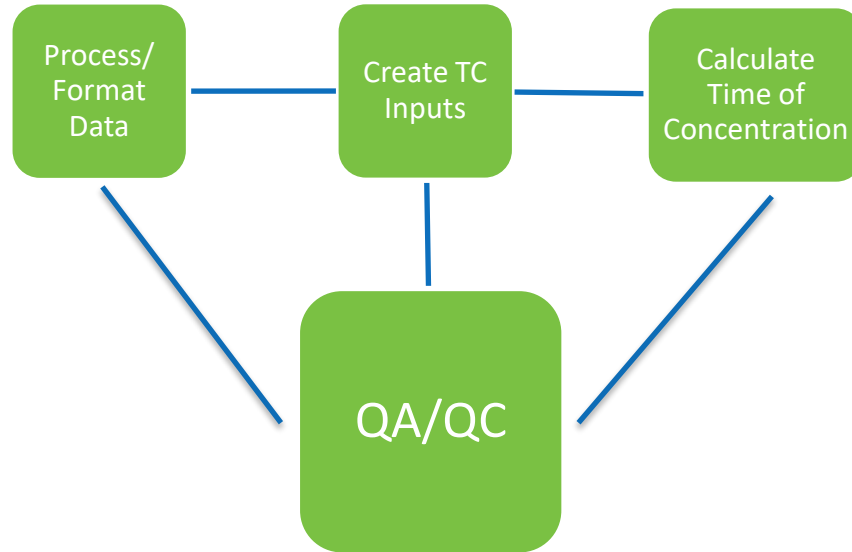 Process/
Format
Data
Create TC
Inputs
Calculate
Time of
Concentration
QA/QC